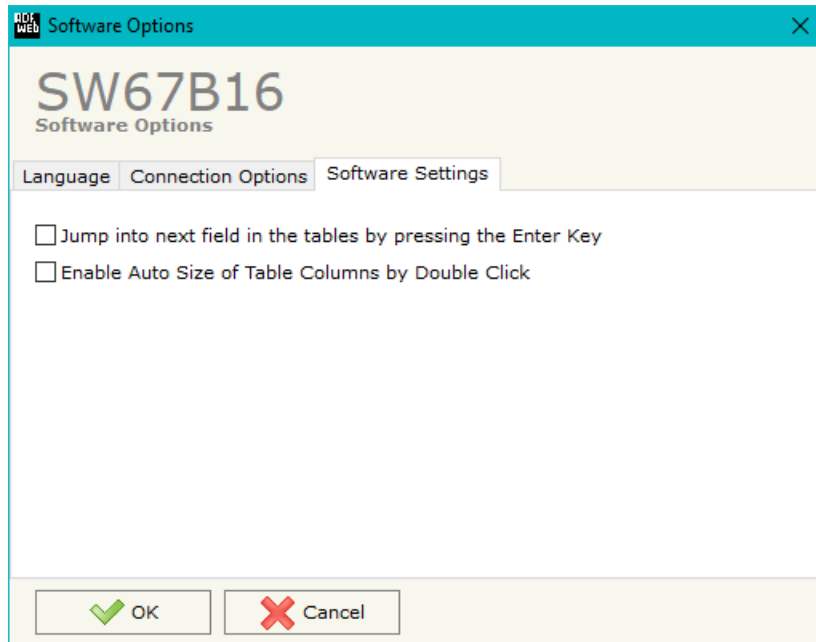 ADF
WEB
Software Options
SW67B16
Software Options
Language Connection Options Software Settings
Jump into next field in the tables by pressing the Enter Key
Enable Auto Size of Table Columns by Double Click
OK Cancel